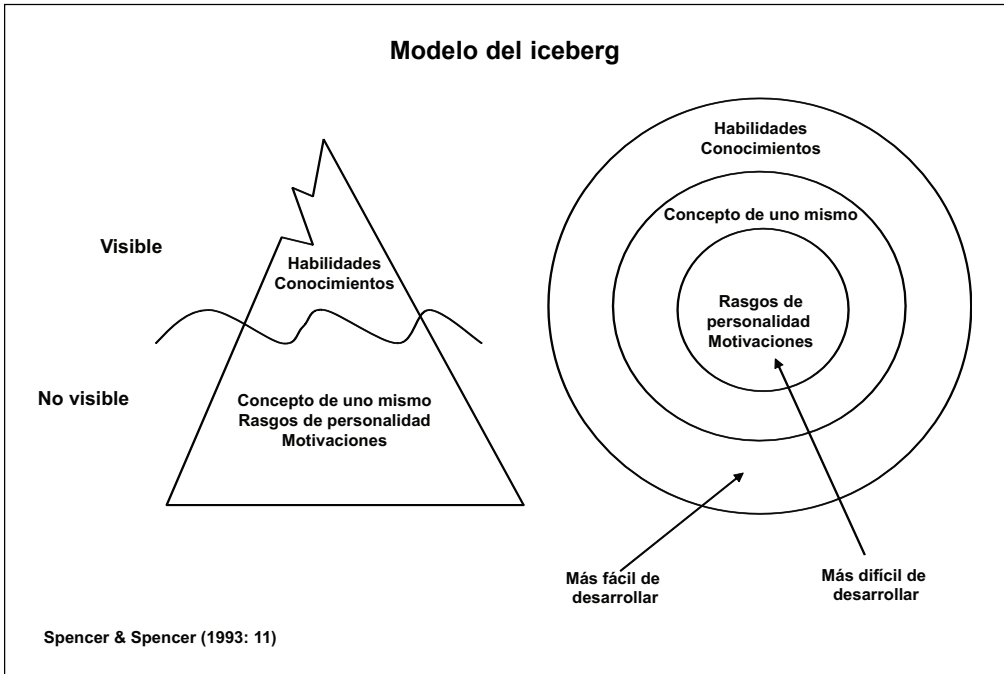 Modelo del iceberg
Visible
Habilidades
Conocimientos
No visible
Concepto de uno mismo
Rasgos de personalidad
Motivaciones
Habilidades
Conocimientos
Concepto de uno mismo
Rasgos de
personalidad
Motivaciones
Más fácil de
desarrollar
Más difícil de
desarrollar
Spencer & Spencer (1993: 11)